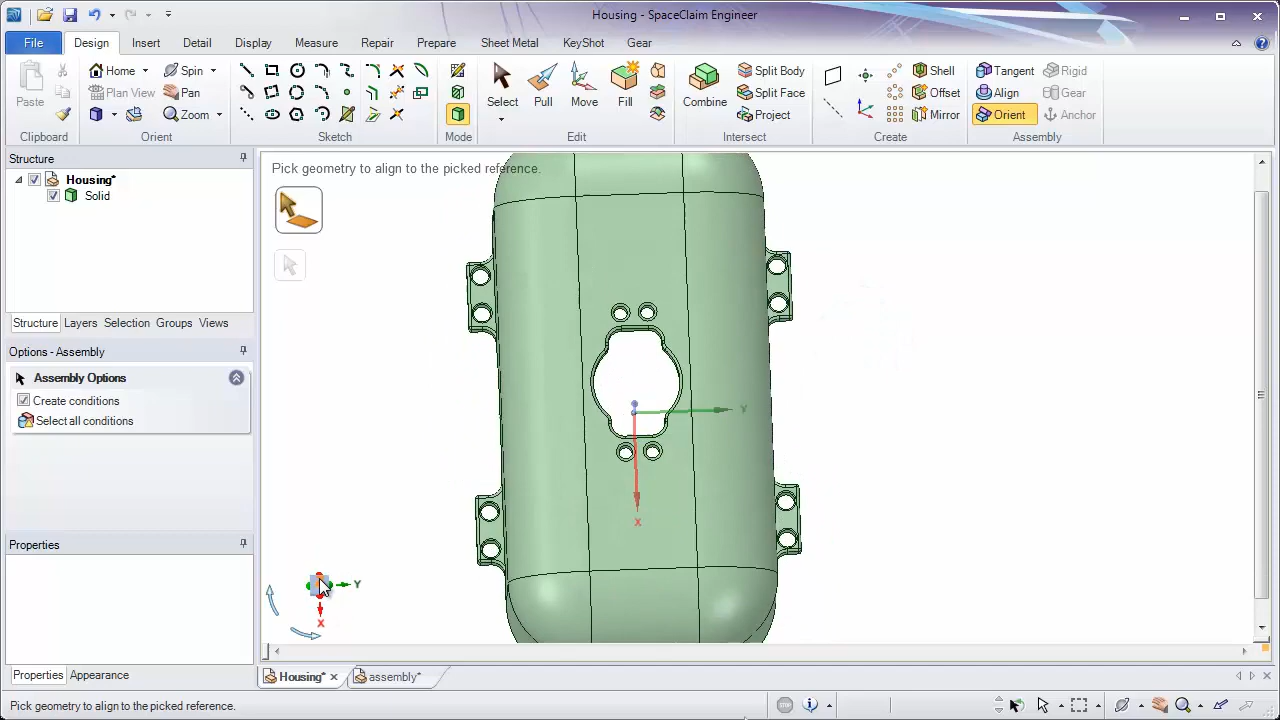 Housing - SpaceClaim Engineer
File Design Insert Detail Display Measure Repair Prepare Sheet Metal KeyShot Gear
Home Spin Select Pull Move Fill Combine Split Body Shell Tangent Rigid
Paste Plan View Pan Split Face Offset Align Gear
Zoom Project Mirror Orient Anchor
Clipboard Orient Sketch Mode Edit Intersect Create Assembly
Structure
Housing*
Solid
Structure Layers Selection Groups Views
Options - Assembly
Assembly Options
Create conditions
Select all conditions
Properties
Properties Appearance
Pick geometry to align to the picked reference.
Y
X
Y
X
Housing* assembly*
Pick geometry to align to the picked reference.